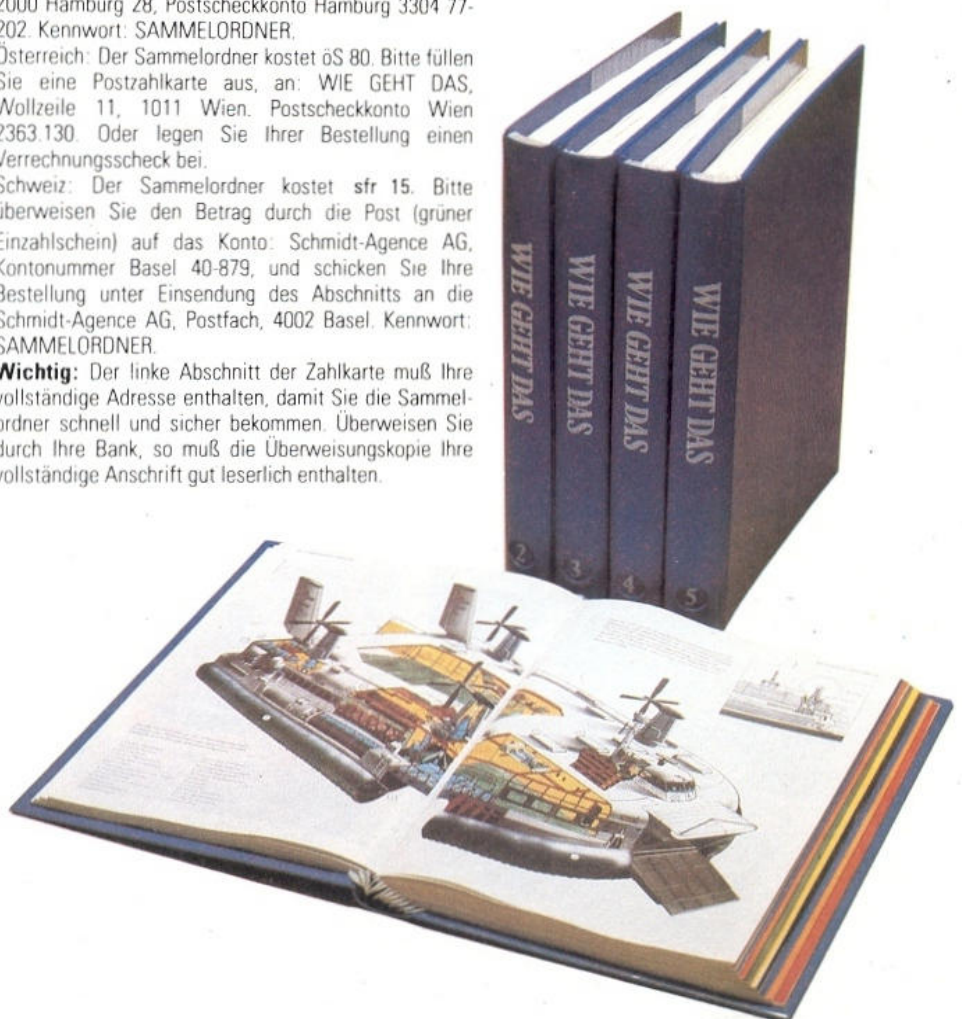 2000 Hamburg 28, Postscheckkonto Hamburg 3304 77-
202. Kennwort: SAMMELORDNER.
Österreich: Der Sammelordner kostet öS 80. Bitte füllen
Sie eine Postzahlkarte aus, an: WIE GEHT DAS,
Wollzeile 11, 1011 Wien. Postscheckkonto Wien
2363.130. Oder legen Sie Ihrer Bestellung einen
Verrechnungsscheck bei.
Schweiz: Der Sammelordner kostet sfr 15. Bitte
überweisen Sie den Betrag durch die Post (grüner
Einzahlschein) auf das Konto: Schmidt-Agence AG,
Kontonummer Basel 40-879, und schicken Sie Ihre
Bestellung unter Einsendung des Abschnitts an die
Schmidt-Agence AG, Postfach, 4002 Basel. Kennwort:
SAMMELORDNER.
Wichtig: Der linke Abschnitt der Zahlkarte muß Ihre
vollständige Adresse enthalten, damit Sie die Sammel-
ordner schnell und sicher bekommen. Überweisen Sie
durch Ihre Bank, so muß die Überweisungskopie Ihre
vollständige Anschrift gut leserlich enthalten.
WIE GEHT DAS
2
WIE GEHT DAS
3
WIE GEHT DAS
4
WIE GEHT DAS
5